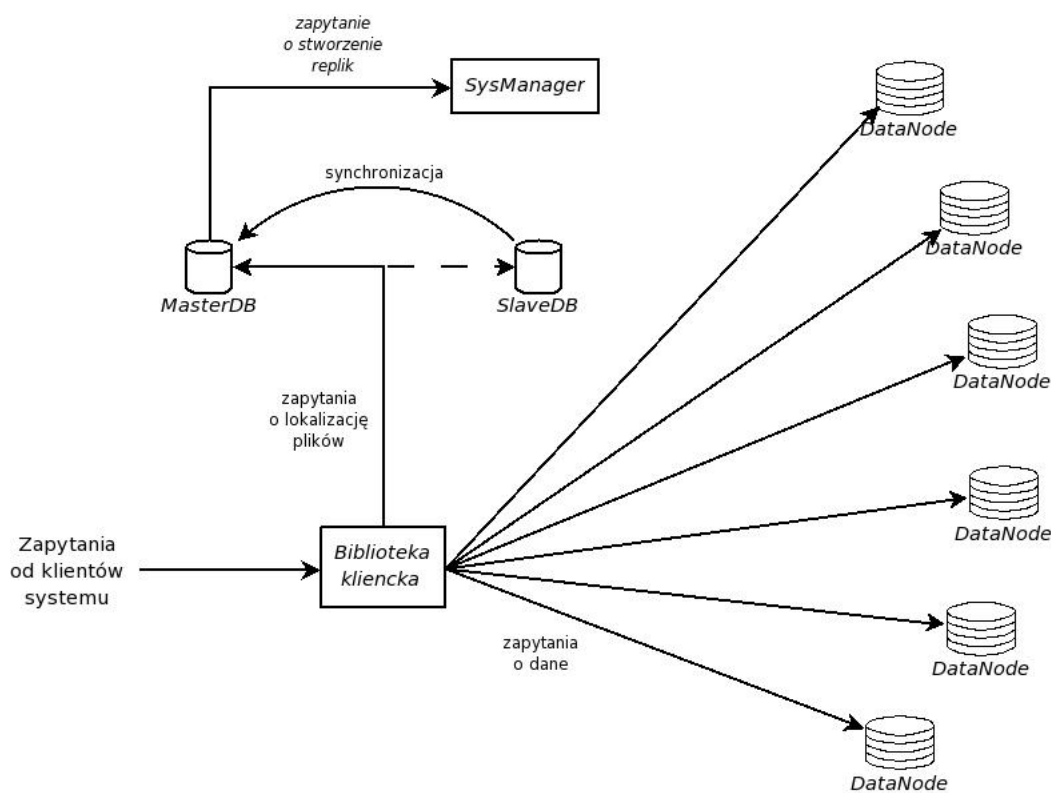 zapytanie
o stworzenie
replik
SysManager
DataNode
synchronizacja
DataNode
MasterDB
SlaveDB
DataNode
zapytania
o lokalizację
plików
DataNode
Zapytania
od klientów
systemu
Biblioteka
kliencka
zapytania
o dane
DataNode
DataNode